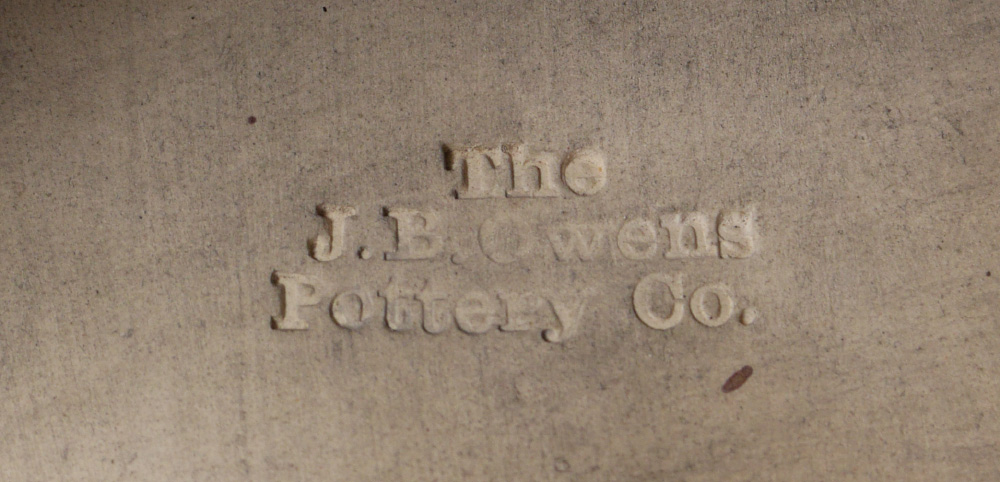 The
J. B. Owens
Pottery Co.